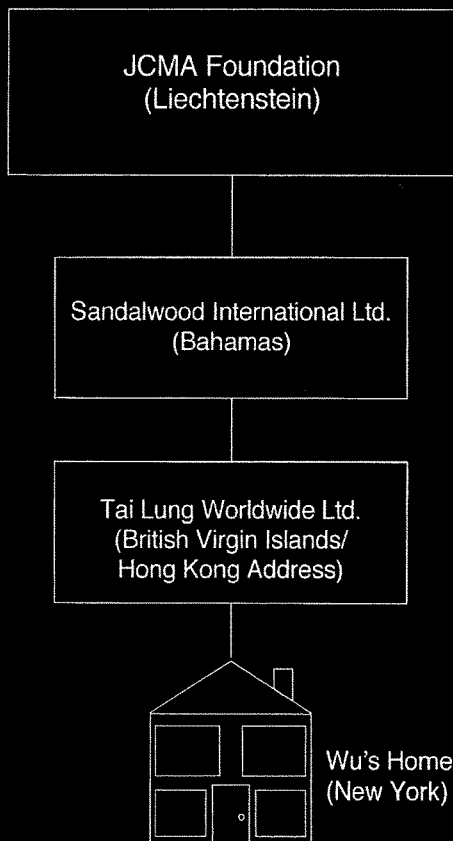 JCMA Foundation
(Liechtenstein)
Sandalwood International Ltd.
(Bahamas)
Tai Lung Worldwide Ltd.
(British Virgin Islands/
Hong Kong Address)
Wu's Home
(New York)